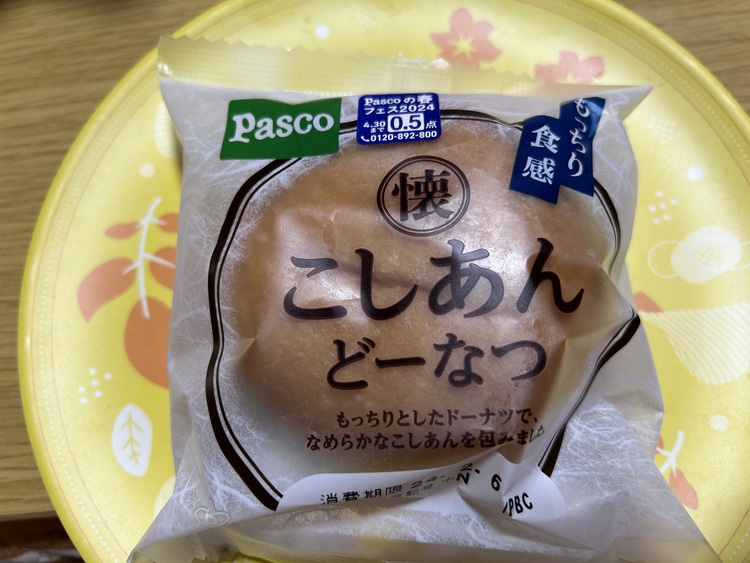 Pasco
Pascoの春
フェス2024
4.30まで 0.5点
0120-892-800
もっちり
食感
懐
こしあん
どーなつ
もっちりとしたドーナツで、
なめらかなこしあんを包みました
消費期限 24. 2. 6
PBC